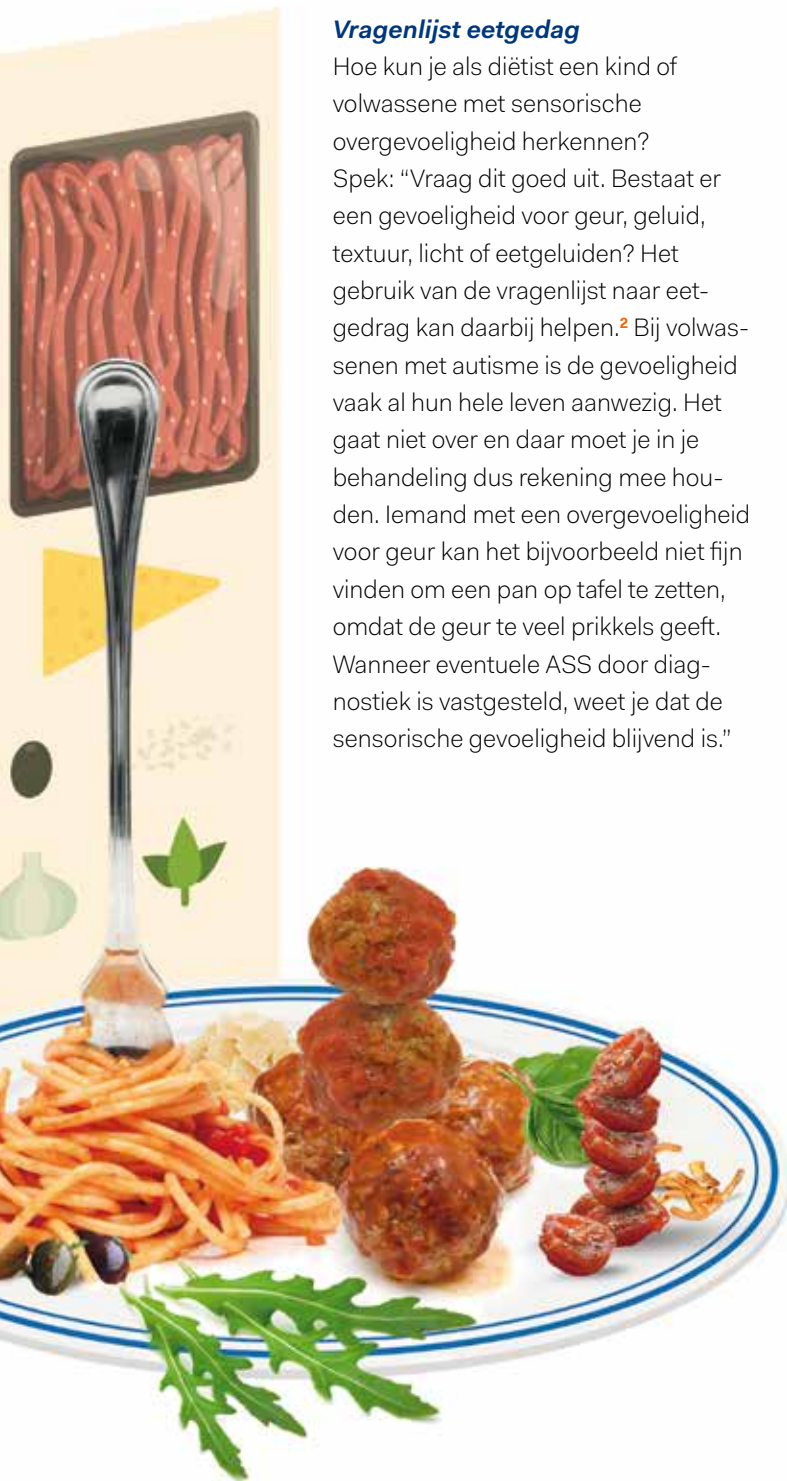 Vragenlijst eetgedag
Hoe kun je als diëtist een kind of
volwassene met sensorische
overgevoeligheid herkennen?
Spek: “Vraag dit goed uit. Bestaat er
een gevoeligheid voor geur, geluid,
textuur, licht of eetgeluiden? Het
gebruik van de vragenlijst naar eet-
gedrag kan daarbij helpen.² Bij volwas-
senen met autisme is de gevoeligheid
vaak al hun hele leven aanwezig. Het
gaat niet over en daar moet je in je
behandeling dus rekening mee hou-
den. Iemand met een overgevoeligheid
voor geur kan het bijvoorbeeld niet fijn
vinden om een pan op tafel te zetten,
omdat de geur te veel prikkels geeft.
Wanneer eventuele ASS door diag-
nostiek is vastgesteld, weet je dat de
sensorische gevoeligheid blijvend is.”